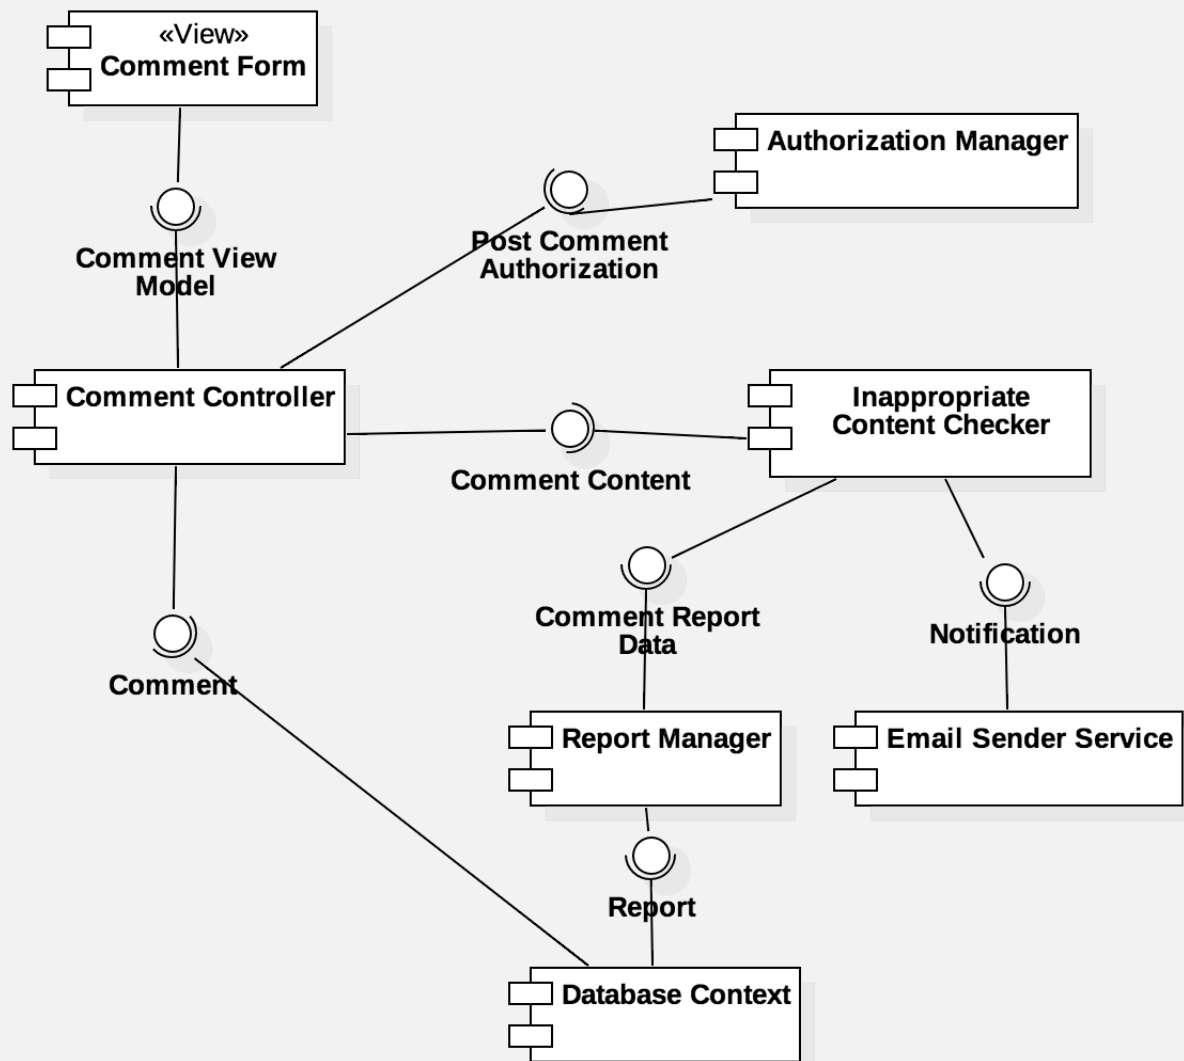 «View»
Comment Form
Authorization Manager
Post Comment
Authorization
Comment View
Model
Comment Controller
Inappropriate
Content Checker
Comment Content
Comment Report
Data
Notification
Comment
Report Manager
Email Sender Service
Report
Database Context